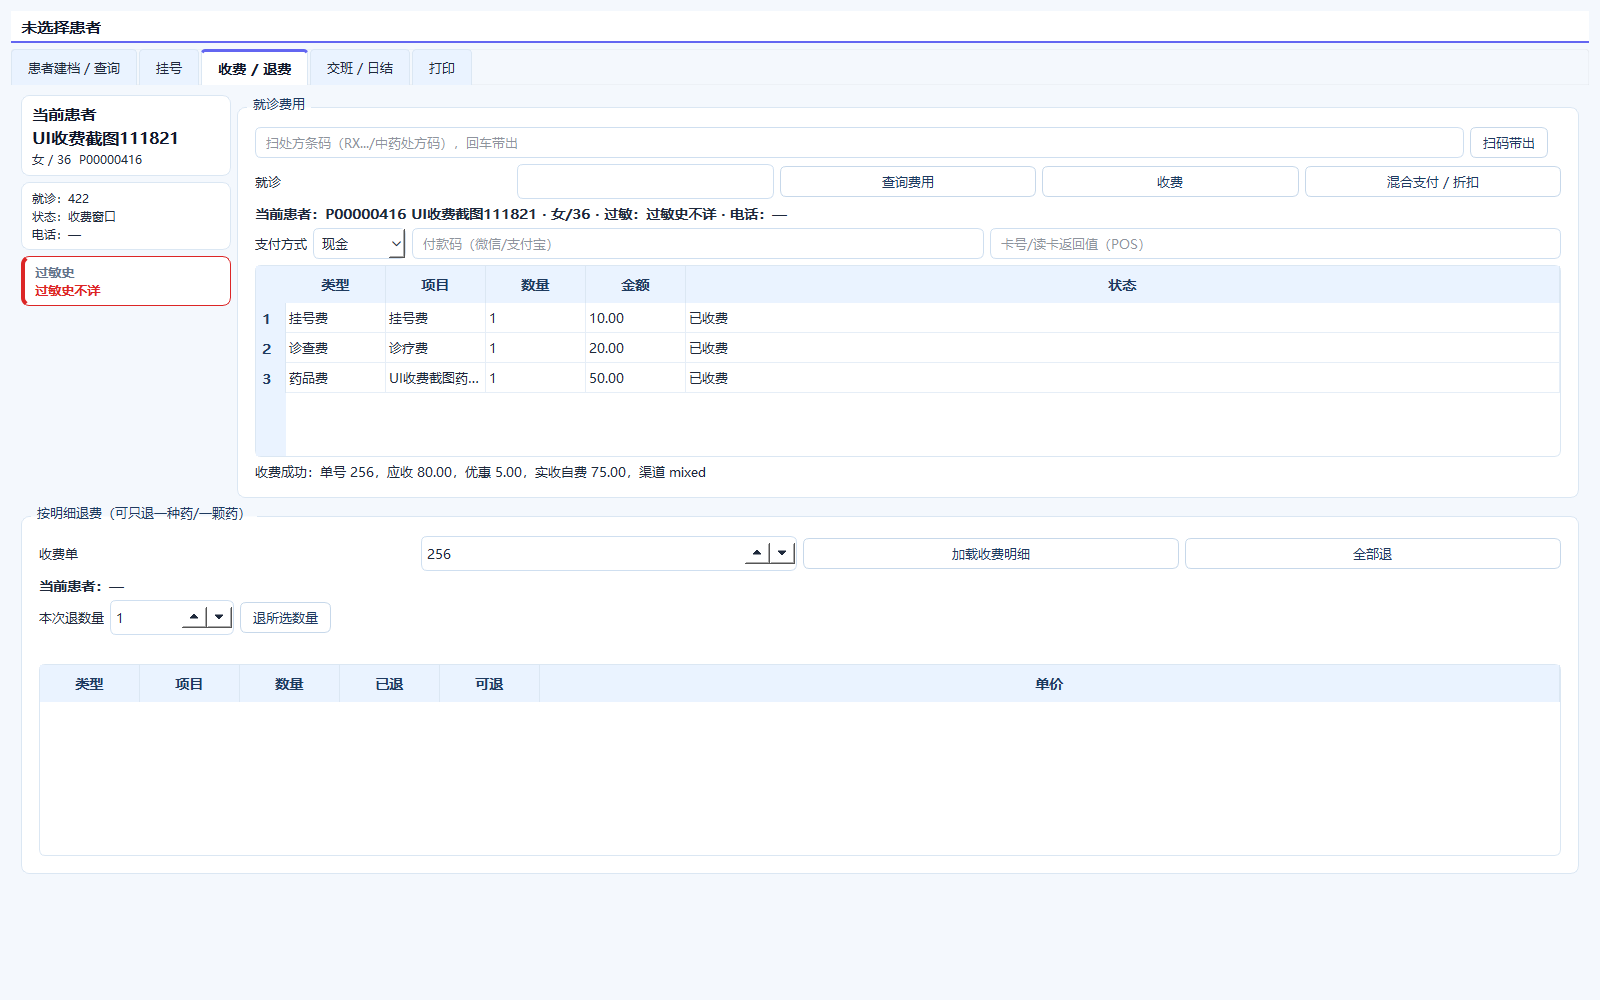 未选择患者
患者建档 / 查询
挂号
收费 / 退费
交班 / 日结
打印
当前患者
UI收费截图111821
女 / 36 P00000416
就诊：422
状态：收费窗口
电话：—
过敏史
过敏史不详
就诊费用
扫处方条码（RX.../中药处方码），回车带出
扫码带出
就诊
查询费用
收费
混合支付 / 折扣
当前患者：P00000416 UI收费截图111821 · 女/36 · 过敏：过敏史不详 · 电话：—
支付方式
现金
付款码（微信/支付宝）
卡号/读卡返回值（POS）
类型 项目 数量 金额 状态
1 挂号费 挂号费 1 10.00 已收费
2 诊查费 诊疗费 1 20.00 已收费
3 药品费 UI收费截图药... 1 50.00 已收费
收费成功：单号 256，应收 80.00，优惠 5.00，实收自费 75.00，渠道 mixed
按明细退费（可只退一种药/一颗药）
收费单
256
加载收费明细
全部退
当前患者：—
本次退数量
1
退所选数量
类型 项目 数量 已退 可退 单价